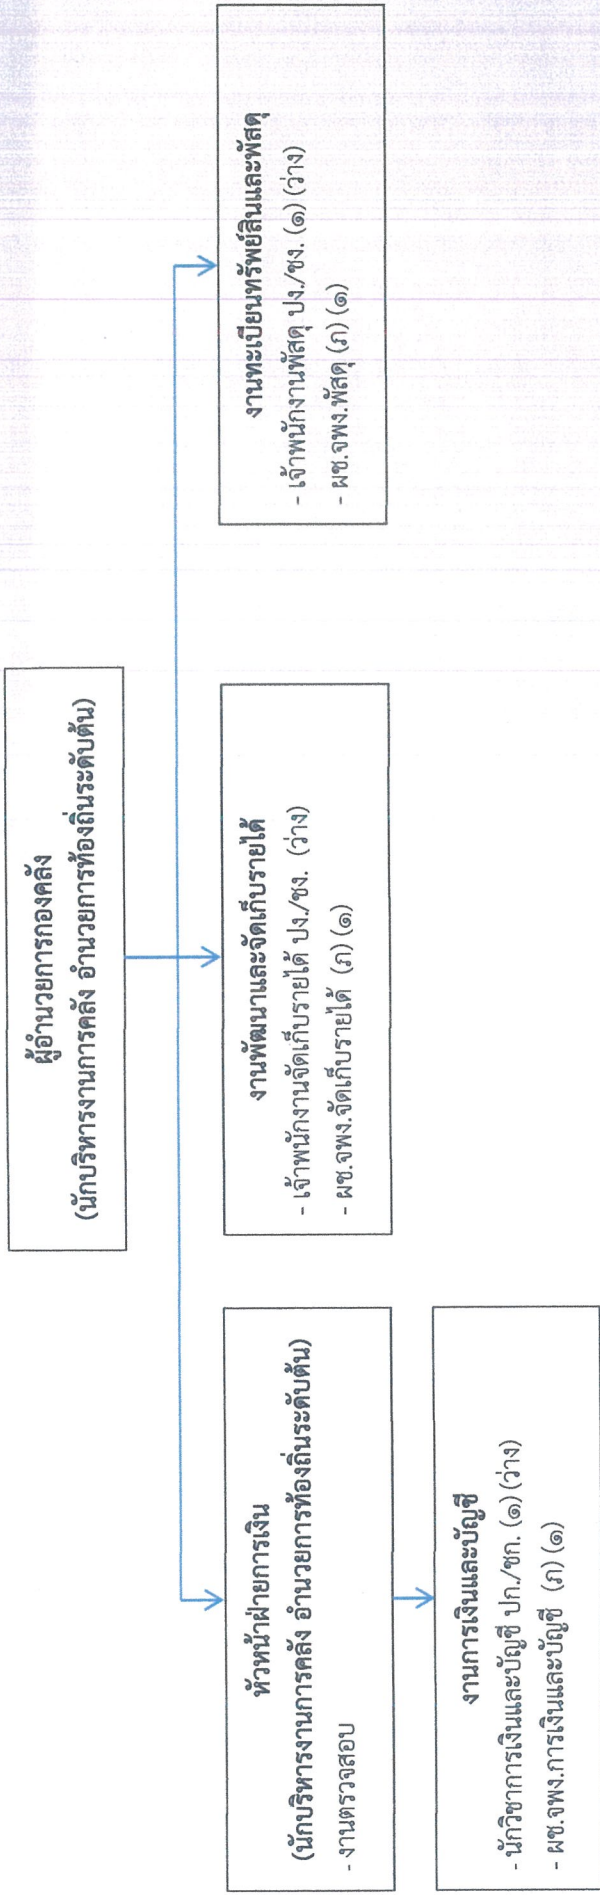 ผู้อำนวยการกองคลัง
(นักบริหารงานการคลัง อำนวยการท้องถิ่นระดับต้น)
หัวหน้าฝ่ายการเงิน
(นักบริหารงานการคลัง อำนวยการท้องถิ่นระดับต้น)
- งานตรวจสอบ
งานการเงินและบัญชี
- นักวิชาการเงินและบัญชี ปก./ชก. (๑) (ว่าง)
- ผช.จพง.การเงินและบัญชี (ภ) (๑)
งานพัฒนาและจัดเก็บรายได้
- เจ้าพนักงานจัดเก็บรายได้ ปง./ชง. (ว่าง)
- ผช.จพง.จัดเก็บรายได้ (ภ) (๑)
งานทะเบียนทรัพย์สินและพัสดุ
- เจ้าพนักงานพัสดุ ปง./ชง. (๑) (ว่าง)
- ผช.จพง.พัสดุ (ภ) (๑)